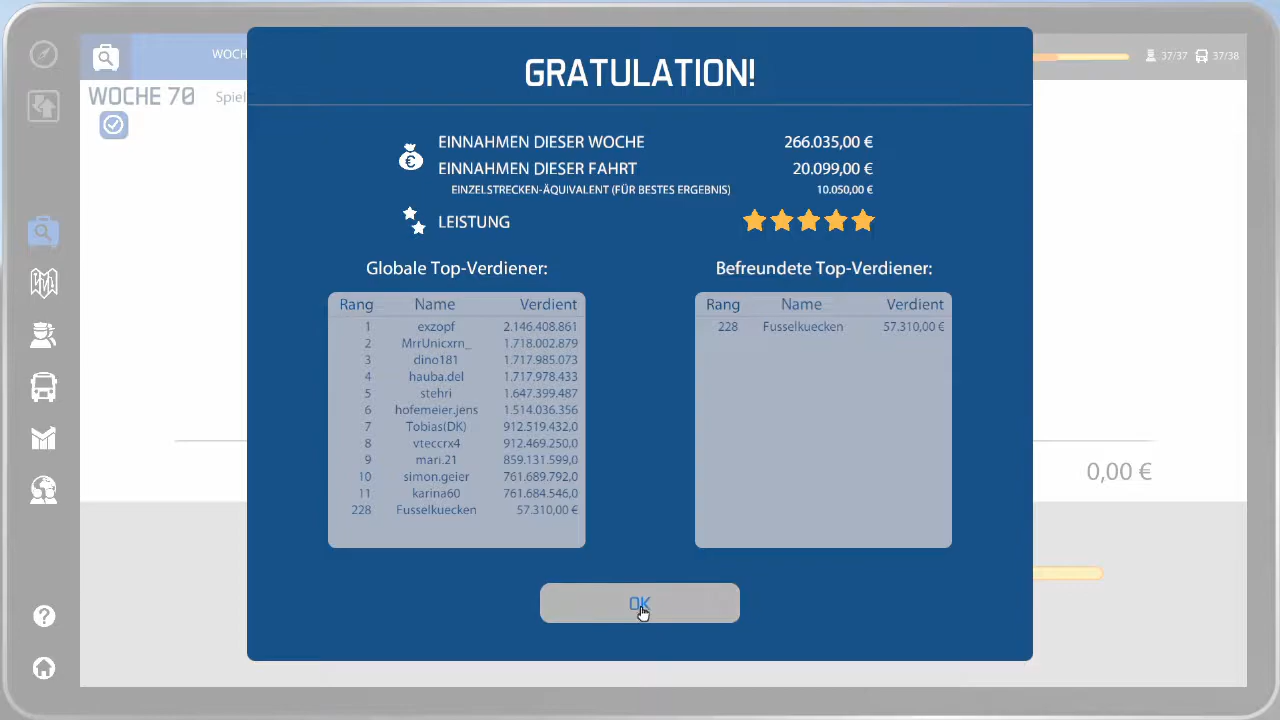 GRATULATION!
WOCH
37/37 37/38
WOCHE 70 Spiel
EINNAHMEN DIESER WOCHE 266.035,00 €
EINNAHMEN DIESER FAHRT 20.099,00 €
EINZELSTRECKEN-ÄQUIVALENT (FÜR BESTES ERGEBNIS) 10.050,00 €
LEISTUNG
Globale Top-Verdiener:
Rang Name Verdient
1 exzopf 2.146.408.861
2 MrrUnicxrn_ 1.718.002.879
3 dino181 1.717.985.073
4 hauba.del 1.717.978.433
5 stehri 1.647.399.487
6 hofemeier.jens 1.514.036.356
7 Tobias(DK) 912.519.432,0
8 vteccrx4 912.469.250,0
9 mari.21 859.131.599,0
10 simon.geier 761.689.792,0
11 karina60 761.684.546,0
228 Fusselkuecken 57.310,00 €
Befreundete Top-Verdiener:
Rang Name Verdient
228 Fusselkuecken 57.310,00 €
0,00 €
OK